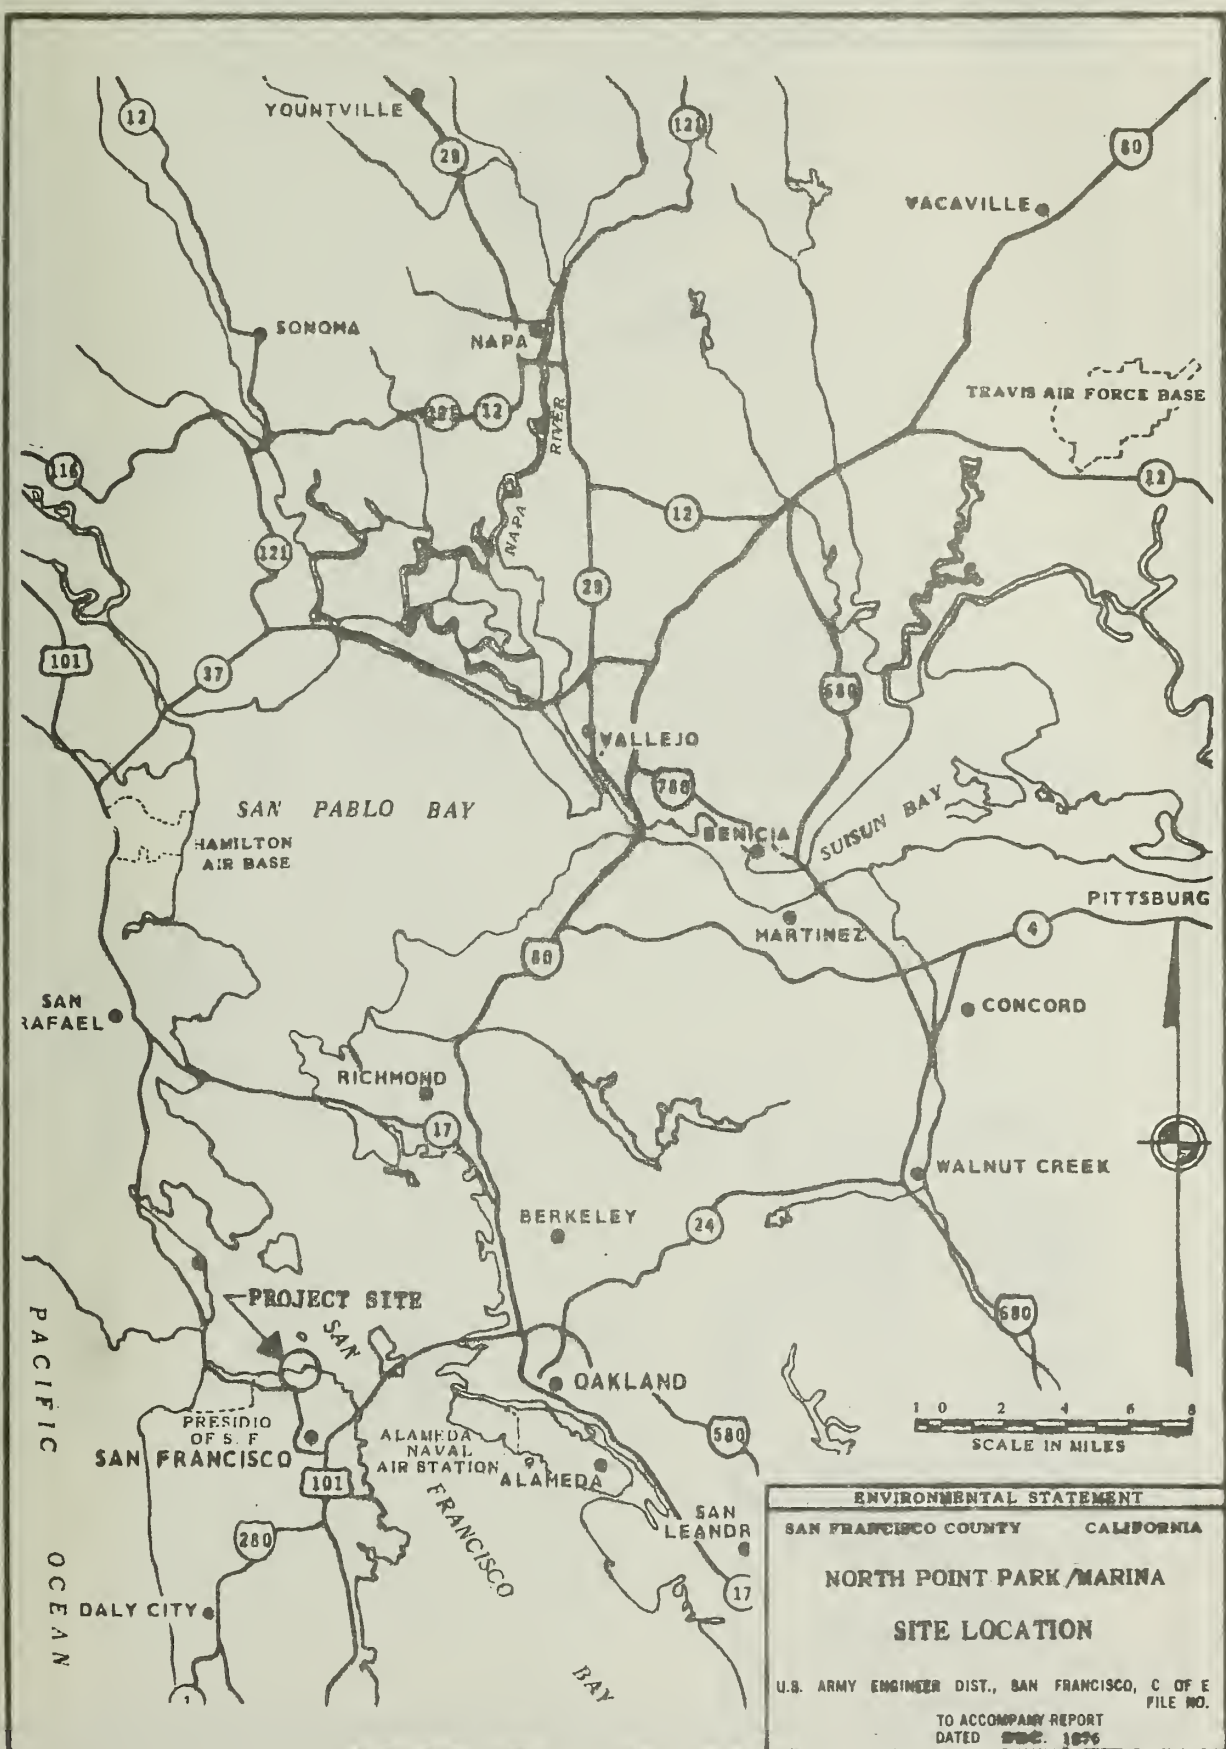 YOUNTVILLE
12
29
121
80
VACAVILLE
SONOMA
NAPA
TRAVIS AIR FORCE BASE
121
12
NAPA RIVER
116
12
12
121
29
101
37
680
VALLEJO
780
SAN PABLO BAY
BENICIA
SUISUN BAY
HAMILTON
AIR BASE
PITTSBURG
MARTINEZ
4
80
SAN
RAFAEL
CONCORD
RICHMOND
17
WALNUT CREEK
BERKELEY
24
PROJECT SITE
680
PACIFIC OCEAN
SAN FRANCISCO BAY
OAKLAND
PRESIDIO
OF S. F
SAN FRANCISCO
ALAMEDA
NAVAL
AIR STATION
ALAMEDA
580
1 0 2 4 6 8
SCALE IN MILES
101
280
SAN
LEANDR
17
DALY CITY
1
ENVIRONMENTAL STATEMENT
SAN FRANCISCO COUNTY CALIFORNIA
NORTH POINT PARK/MARINA
SITE LOCATION
U.S. ARMY ENGINEER DIST., SAN FRANCISCO, C OF E
FILE NO.
TO ACCOMPANY REPORT
DATED DEC. 1976